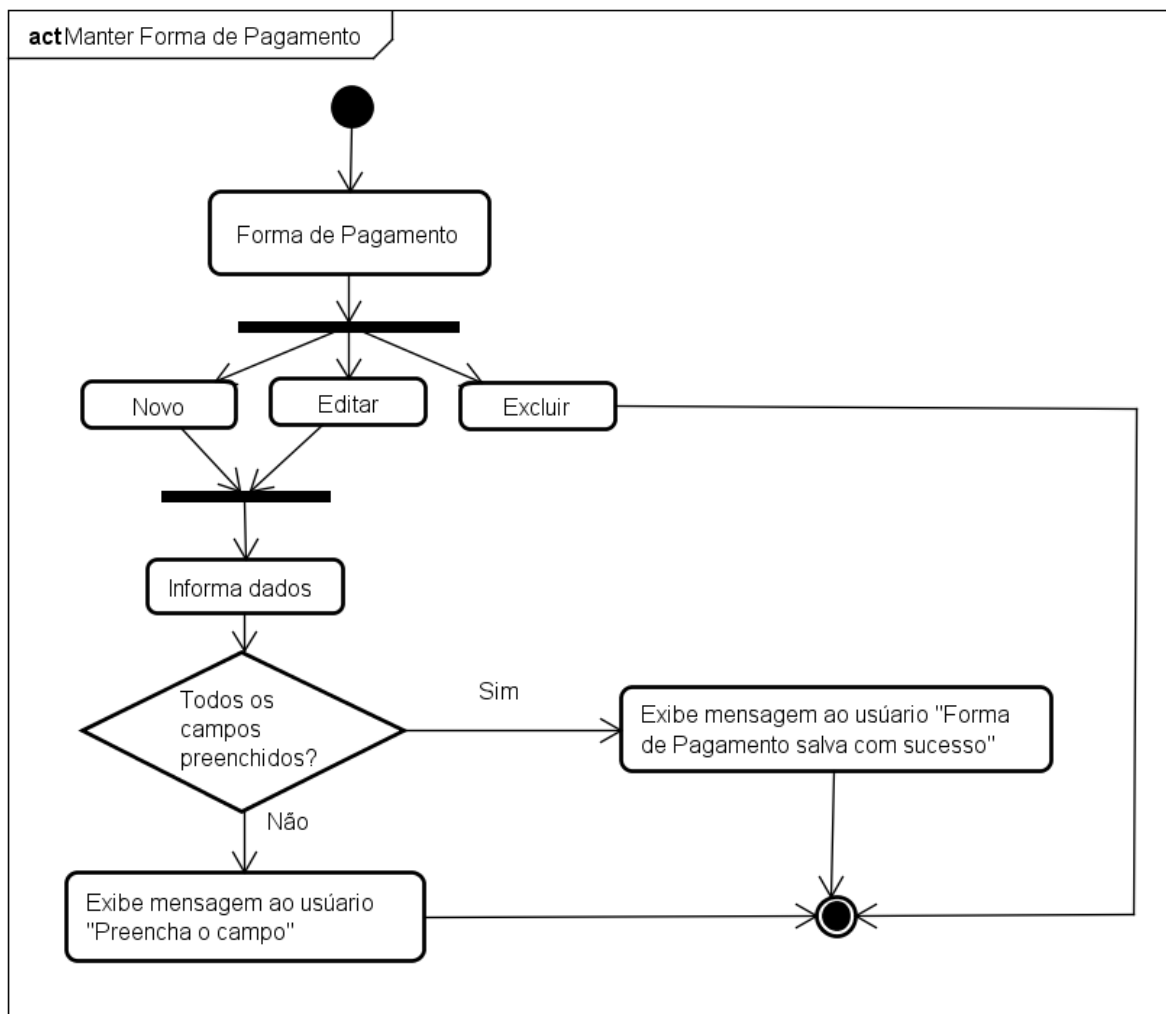 act Manter Forma de Pagamento
Forma de Pagamento
Novo
Editar
Excluir
Informa dados
Todos os
campos
preenchidos?
Sim
Exibe mensagem ao usúario "Forma
de Pagamento salva com sucesso"
Não
Exibe mensagem ao usúario
"Preencha o campo"